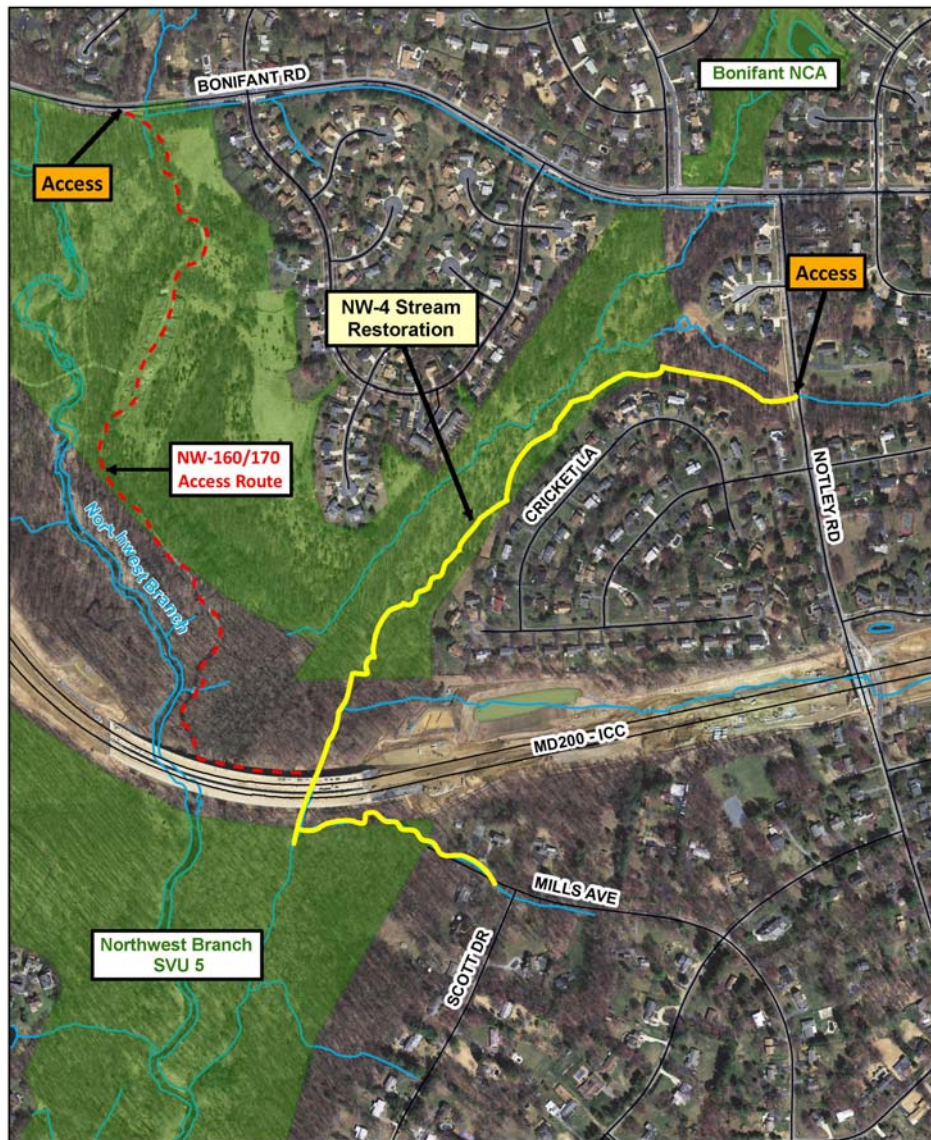 BONIFANT RD
Bonifant NCA
Access
Access
NW-4 Stream
Restoration
CRICKET LA
NW-160/170
Access Route
NOTLEY RD
Northwest Branch
MD200 - ICC
MILLS AVE
SCOTT DR
Northwest Branch
SVU 5